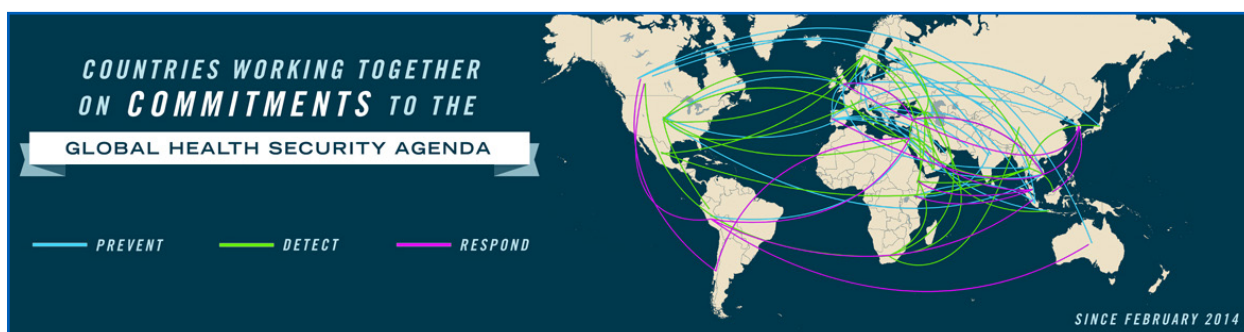 COUNTRIES WORKING TOGETHER
ON COMMITMENTS TO THE
GLOBAL HEALTH SECURITY AGENDA
PREVENT DETECT RESPOND
SINCE FEBRUARY 2014